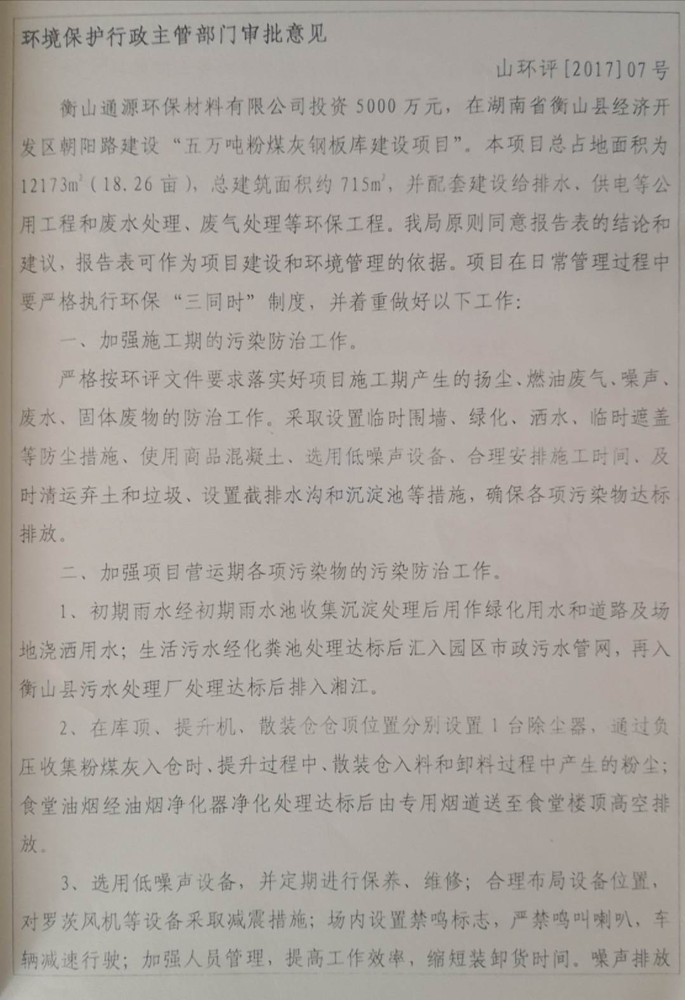 环境保护行政主管部门审批意见
山环评[2017]07号
衡山通源环保材料有限公司投资 5000 万元，在湖南省衡山县经济开
发区朝阳路建设“五万吨粉煤灰钢板库建设项目”。本项目总占地面积为
12173㎡(18.26 亩)，总建筑面积约 715㎡，并配套建设给排水、供电等公
用工程和废水处理、废气处理等环保工程。我局原则同意报告表的结论和
建议，报告表可作为项目建设和环境管理的依据。项目在日常管理过程中
要严格执行环保“三同时”制度，并着重做好以下工作：
一、加强施工期的污染防治工作。
严格按环评文件要求落实好项目施工期产生的扬尘、燃油废气、噪声、
废水、固体废物的防治工作。采取设置临时围墙、绿化、洒水、临时遮盖
等防尘措施、使用商品混凝土、选用低噪声设备、合理安排施工时间、及
时清运弃土和垃圾、设置截排水沟和沉淀池等措施，确保各项污染物达标
排放。
二、加强项目营运期各项污染物的污染防治工作。
1、初期雨水经初期雨水池收集沉淀处理后用作绿化用水和道路及场
地浇洒用水；生活污水经化粪池处理达标后汇入园区市政污水管网，再入
衡山县污水处理厂处理达标后排入湘江。
2、在库顶、提升机、散装仓仓顶位置分别设置 1 台除尘器，通过负
压收集粉煤灰入仓时、提升过程中、散装仓入料和卸料过程中产生的粉尘；
食堂油烟经油烟净化器净化处理达标后由专用烟道送至食堂楼顶高空排
放。
3、选用低噪声设备，并定期进行保养、维修；合理布局设备位置，
对罗茨风机等设备采取减震措施；场内设置禁鸣标志，严禁鸣叫喇叭，车
辆减速行驶；加强人员管理，提高工作效率，缩短装卸货时间。噪声排放